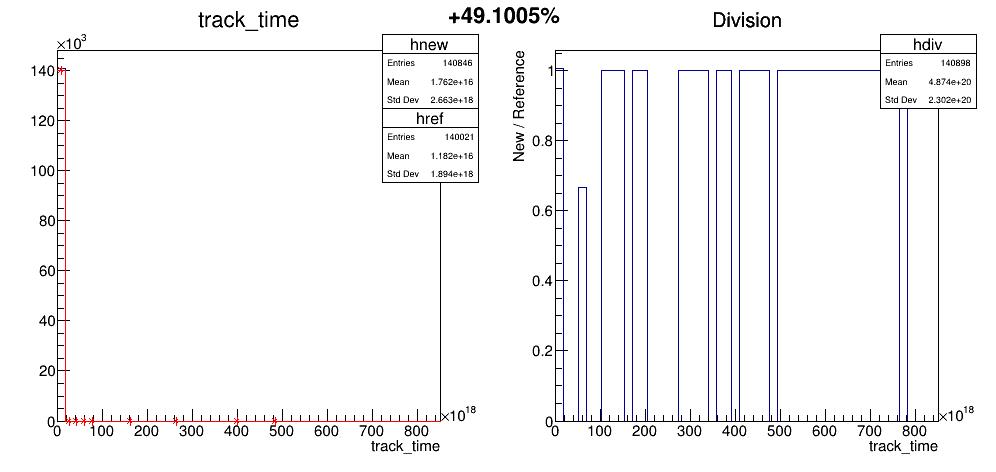 +49.1005%
track_time
×10³
hnew
Entries 140846
Mean 1.762e+16
Std Dev 2.663e+18
href
Entries 140021
Mean 1.182e+16
Std Dev 1.894e+18
140
120
100
80
60
40
20
0
0 100 200 300 400 500 600 700 800
×10¹⁸
track_time
Division
hdiv
Entries 140898
Mean 4.874e+20
Std Dev 2.302e+20
New / Reference
1
0.8
0.6
0.4
0.2
0
0 100 200 300 400 500 600 700 800
×10¹⁸
track_time